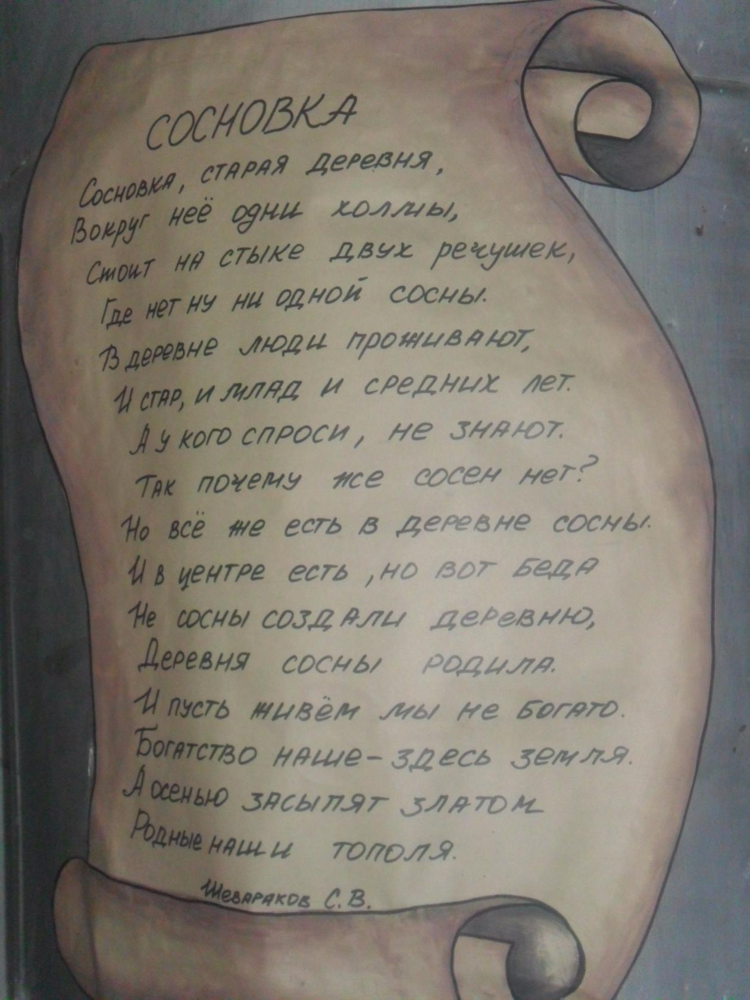 СОСНОВКА
Сосновка, старая деревня,
Вокруг неё одни холмы,
Стоит на стыке двух речушек,
Где нет ну ни одной сосны.
В деревне люди проживают,
И стар, и млад и средних лет.
А у кого спроси, не знают.
Так почему же сосен нет?
Но всё же есть в деревне сосны.
И в центре есть, но вот беда
Не сосны создали деревню,
Деревня сосны родила.
И пусть живём мы не богато.
Богатство наше - здесь земля.
А осенью засыпят златом
Родные наши тополя.
Шевараков С.В.